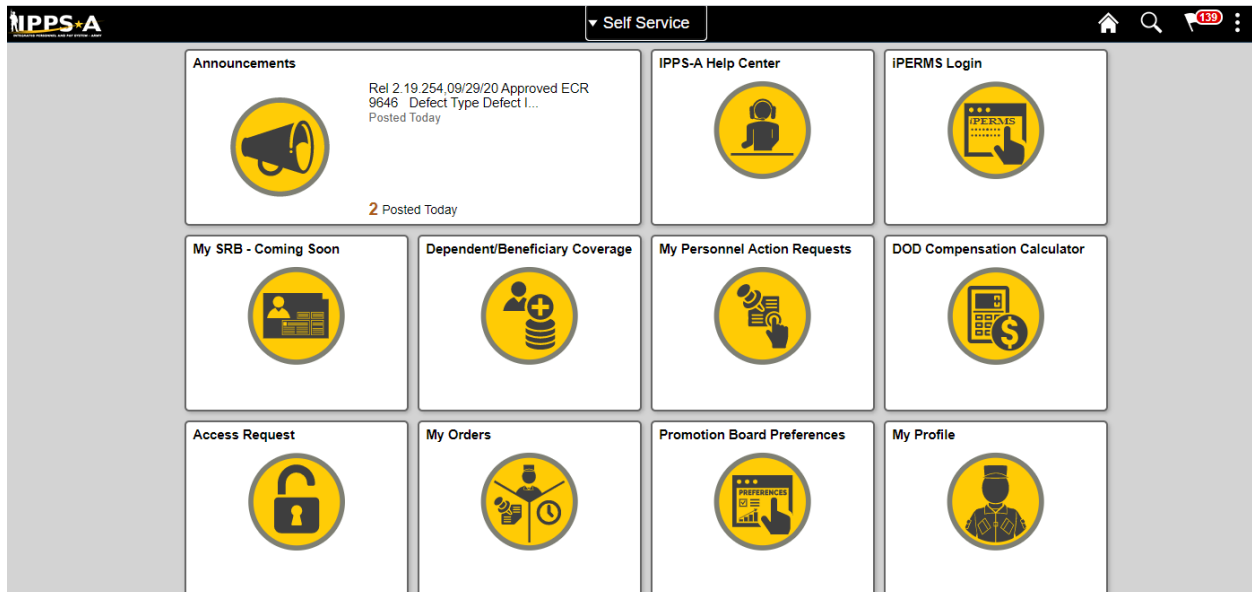 IPPS★A
INTEGRATED PERSONNEL AND PAY SYSTEM - ARMY
Self Service
139
Announcements
Rel 2.19.254,09/29/20 Approved ECR
9646 Defect Type Defect I...
Posted Today
2 Posted Today
IPPS-A Help Center
iPERMS Login
iPERMS
My SRB - Coming Soon
Dependent/Beneficiary Coverage
My Personnel Action Requests
DOD Compensation Calculator
$
Access Request
My Orders
Promotion Board Preferences
PREFERENCES
My Profile